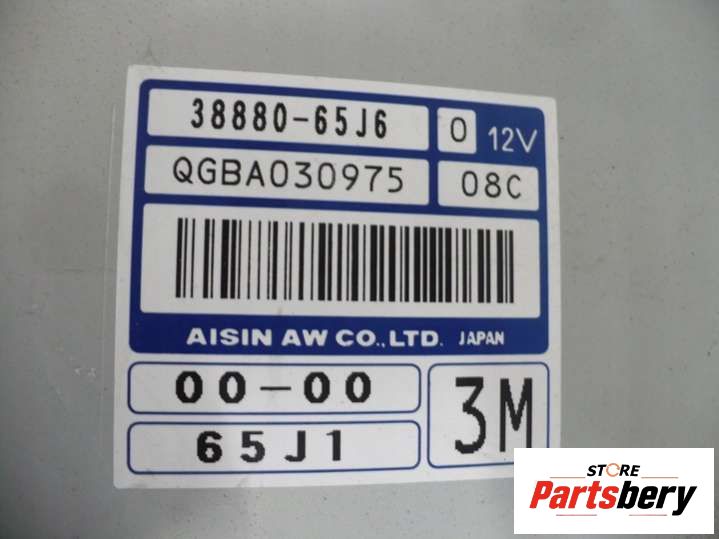 38880-65J6 0 12V
QGBA030975 08C
AISIN AW CO.,LTD. JAPAN
00-00
65J1 3M
STORE
Partsbery